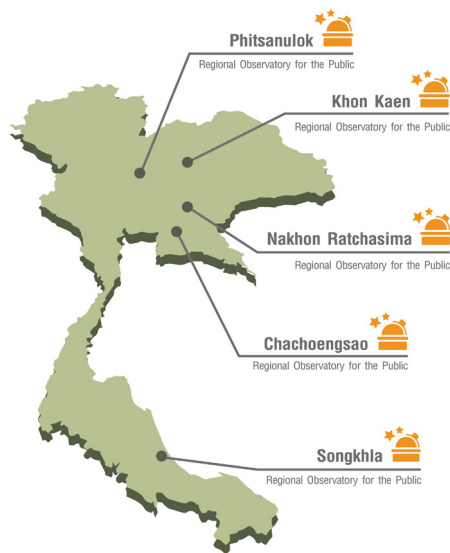 Phitsanulok
Regional Observatory for the Public
Khon Kaen
Regional Observatory for the Public
Nakhon Ratchasima
Regional Observatory for the Public
Chachoengsao
Regional Observatory for the Public
Songkhla
Regional Observatory for the Public